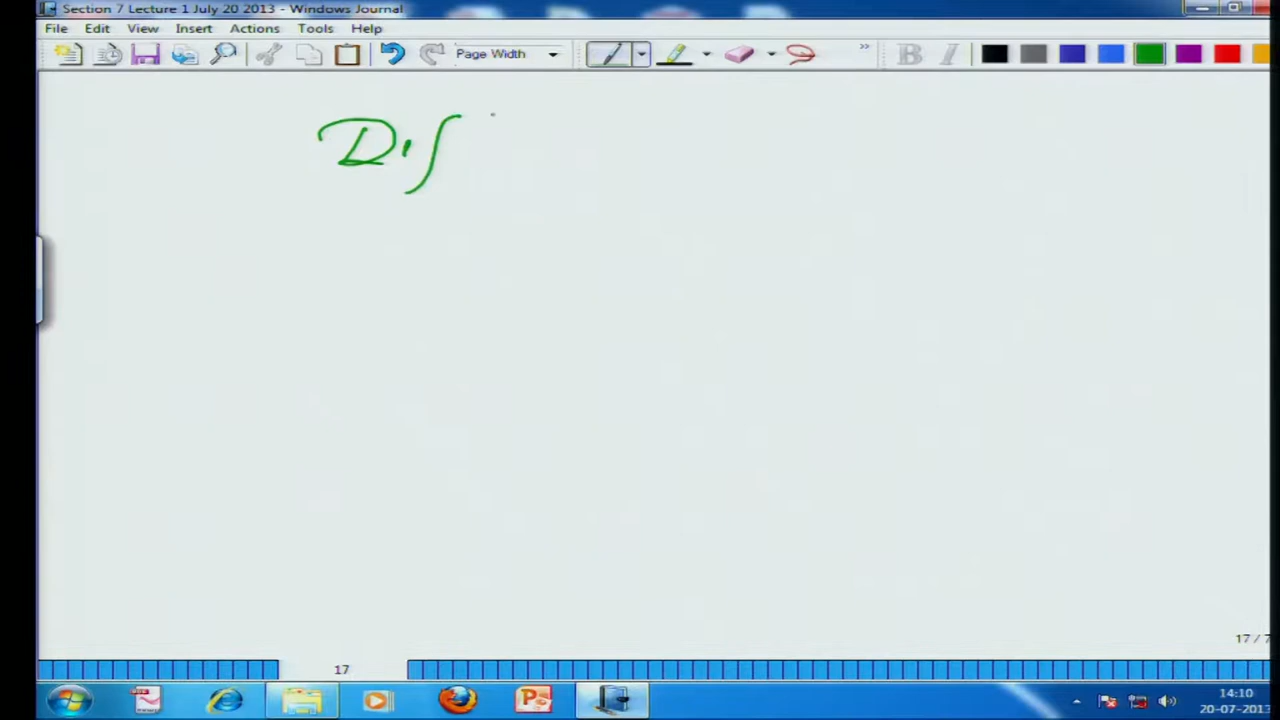 Section 7 Lecture 1 July 20 2013 - Windows Journal
File Edit View Insert Actions Tools Help
Page Width » B I
Dif
17 / 7
17
14:10
20-07-2013